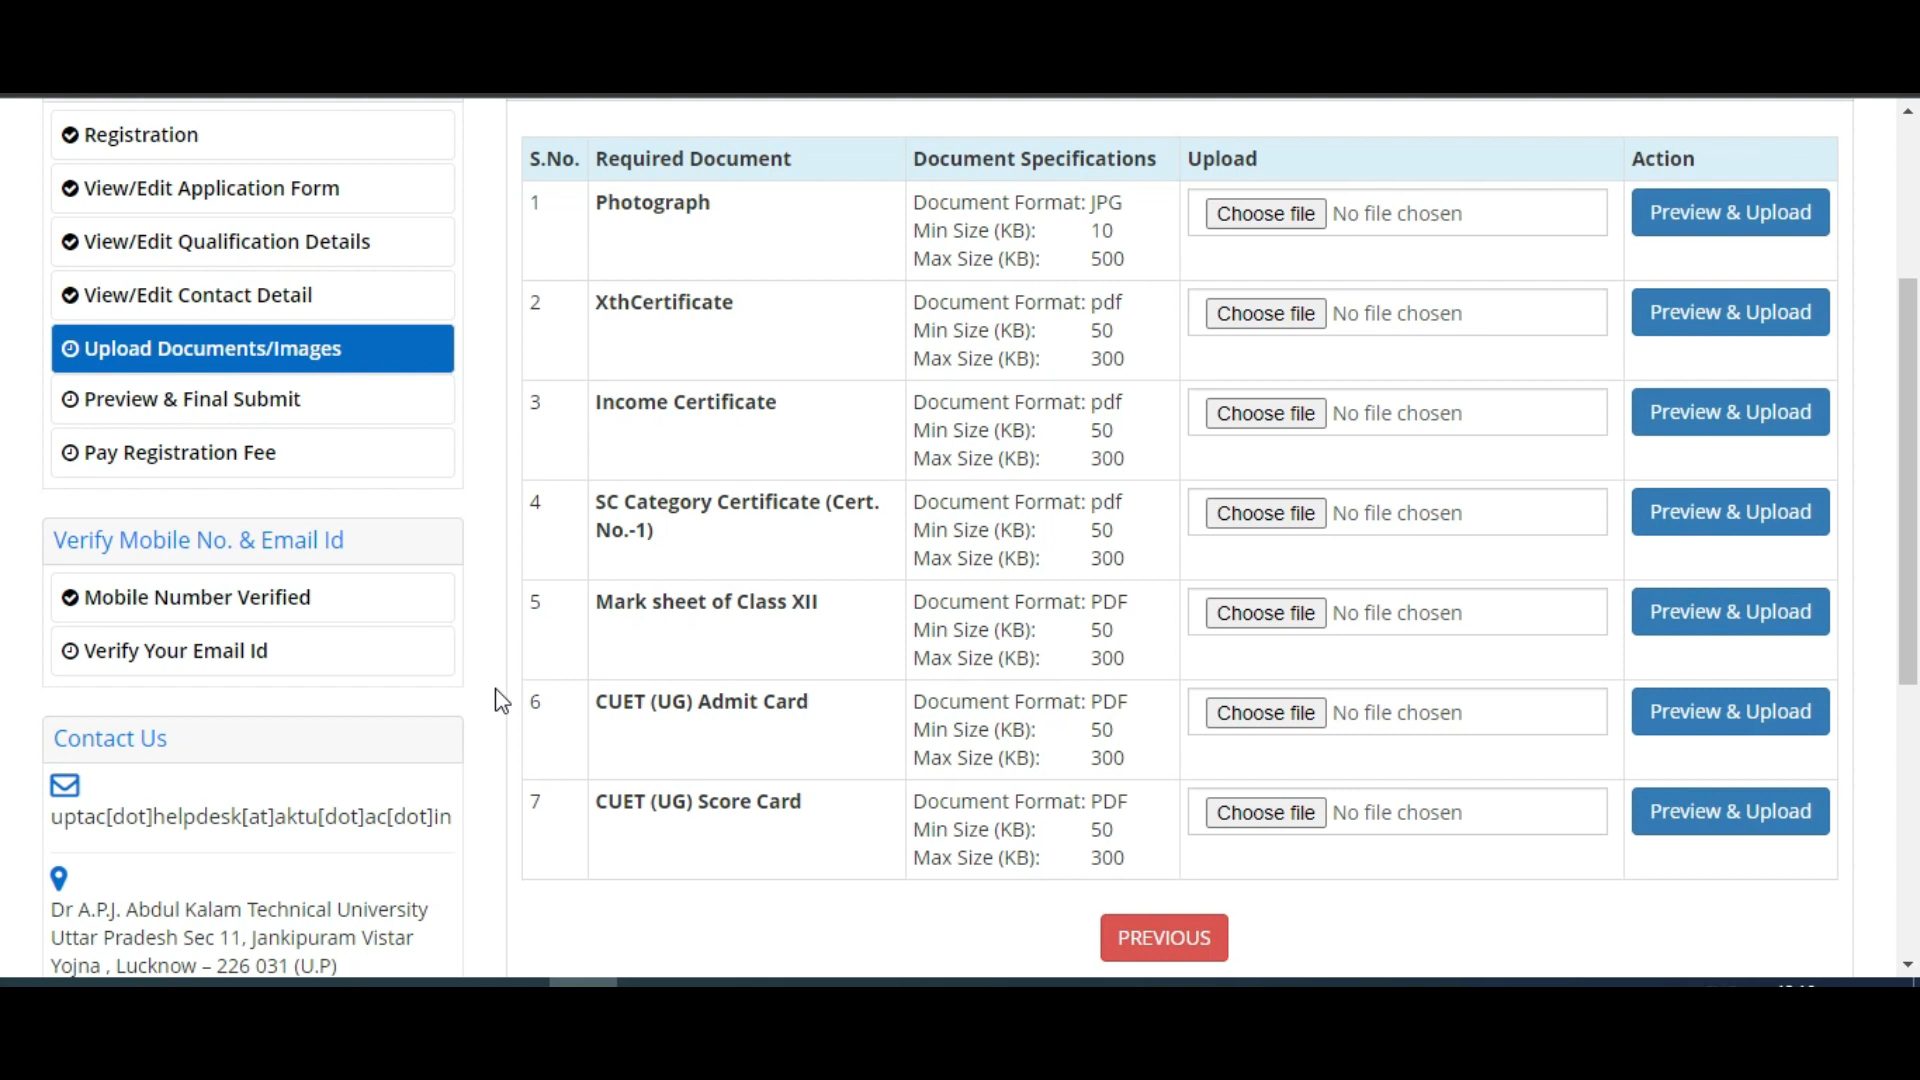 Registration
View/Edit Application Form
View/Edit Qualification Details
View/Edit Contact Detail
Upload Documents/Images
Preview & Final Submit
Pay Registration Fee
Verify Mobile No. & Email Id
Mobile Number Verified
Verify Your Email Id
Contact Us
uptac[dot]helpdesk[at]aktu[dot]ac[dot]in
Dr A.P.J. Abdul Kalam Technical University
Uttar Pradesh Sec 11, Jankipuram Vistar
Yojna , Lucknow – 226 031 (U.P)
S.No. Required Document Document Specifications Upload Action
1 Photograph Document Format: JPG Choose file No file chosen Preview & Upload
Min Size (KB): 10
Max Size (KB): 500
2 XthCertificate Document Format: pdf Choose file No file chosen Preview & Upload
Min Size (KB): 50
Max Size (KB): 300
3 Income Certificate Document Format: pdf Choose file No file chosen Preview & Upload
Min Size (KB): 50
Max Size (KB): 300
4 SC Category Certificate (Cert. Document Format: pdf Choose file No file chosen Preview & Upload
No.-1) Min Size (KB): 50
Max Size (KB): 300
5 Mark sheet of Class XII Document Format: PDF Choose file No file chosen Preview & Upload
Min Size (KB): 50
Max Size (KB): 300
6 CUET (UG) Admit Card Document Format: PDF Choose file No file chosen Preview & Upload
Min Size (KB): 50
Max Size (KB): 300
7 CUET (UG) Score Card Document Format: PDF Choose file No file chosen Preview & Upload
Min Size (KB): 50
Max Size (KB): 300
PREVIOUS